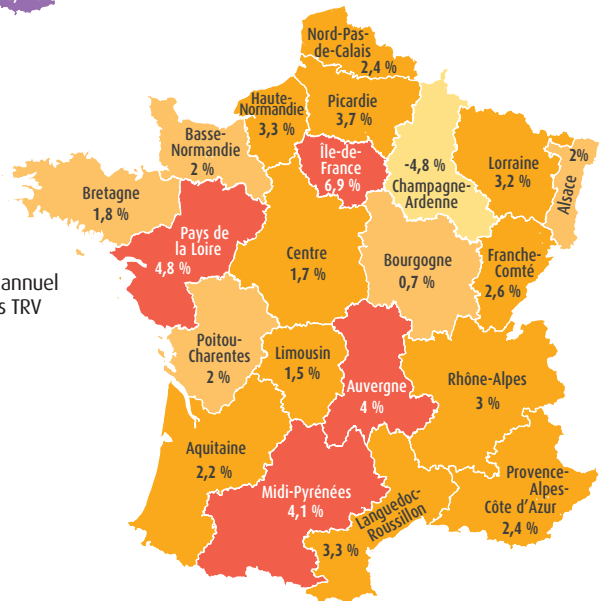 Nord-Pas-
de-Calais
2,4 %
Haute-
Normandie
3,3 %
Picardie
3,7 %
Basse-
Normandie
2 %
Île-de-
France
6,9 %
-4,8 %
Champagne-
Ardenne
Lorraine
3,2 %
2%
Alsace
Bretagne
1,8 %
Pays de
la Loire
4,8 %
Centre
1,7 %
Bourgogne
0,7 %
Franche-
Comté
2,6 %
annuel
s TRV
Poitou-
Charentes
2 %
Limousin
1,5 %
Auvergne
4 %
Rhône-Alpes
3 %
Aquitaine
2,2 %
Midi-Pyrénées
4,1 %
Languedoc-
Roussillon
3,3 %
Provence-
Alpes-
Côte d'Azur
2,4 %